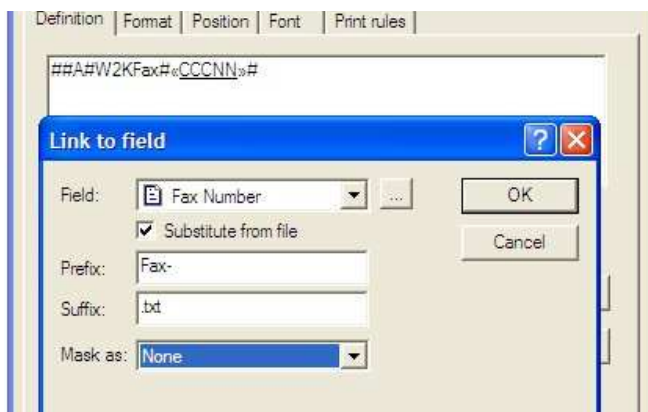 Definition Format Position Font Print rules
##A#W2KFax#«CCCNN»#
Link to field
Field: Fax Number ... OK
Substitute from file
Cancel
Prefix: Fax-
Suffix: .txt
Mask as: None